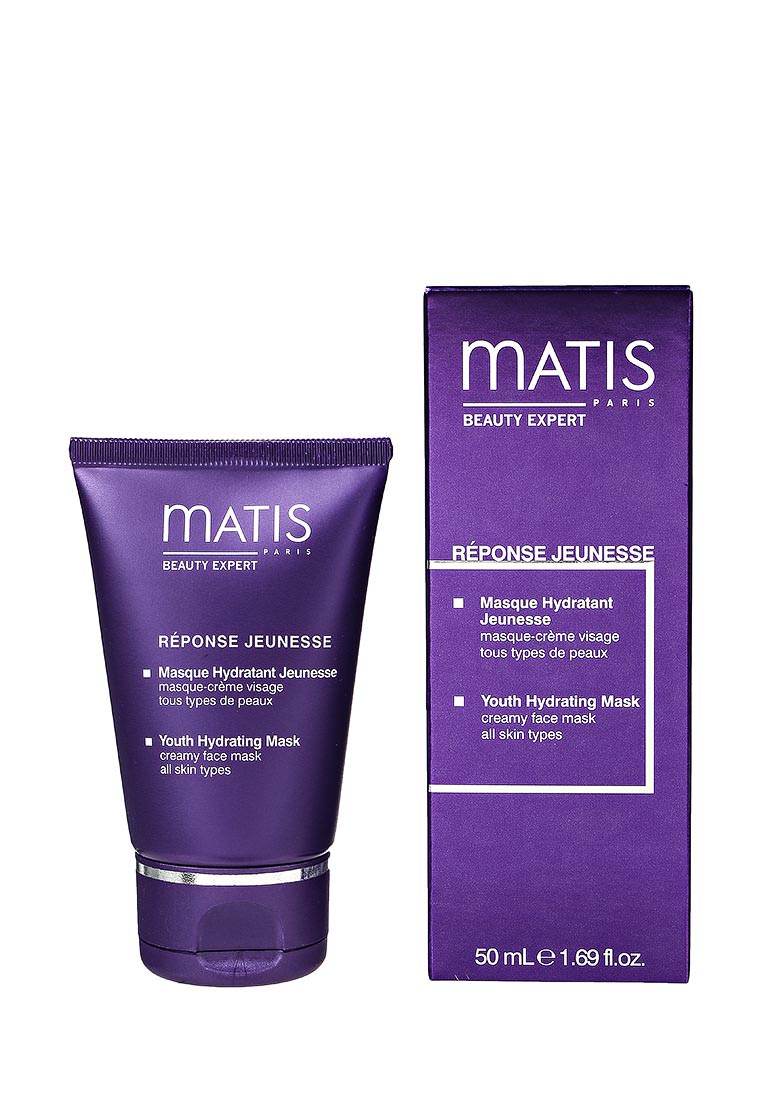 MATIS
PARIS
BEAUTY EXPERT
RÉPONSE JEUNESSE
Masque Hydratant Jeunesse
masque-crème visage
tous types de peaux
Youth Hydrating Mask
creamy face mask
all skin types
MATIS
PARIS
BEAUTY EXPERT
RÉPONSE JEUNESSE
Masque Hydratant
Jeunesse
masque-crème visage
tous types de peaux
Youth Hydrating Mask
creamy face mask
all skin types
50 mL ℮ 1.69 fl.oz.